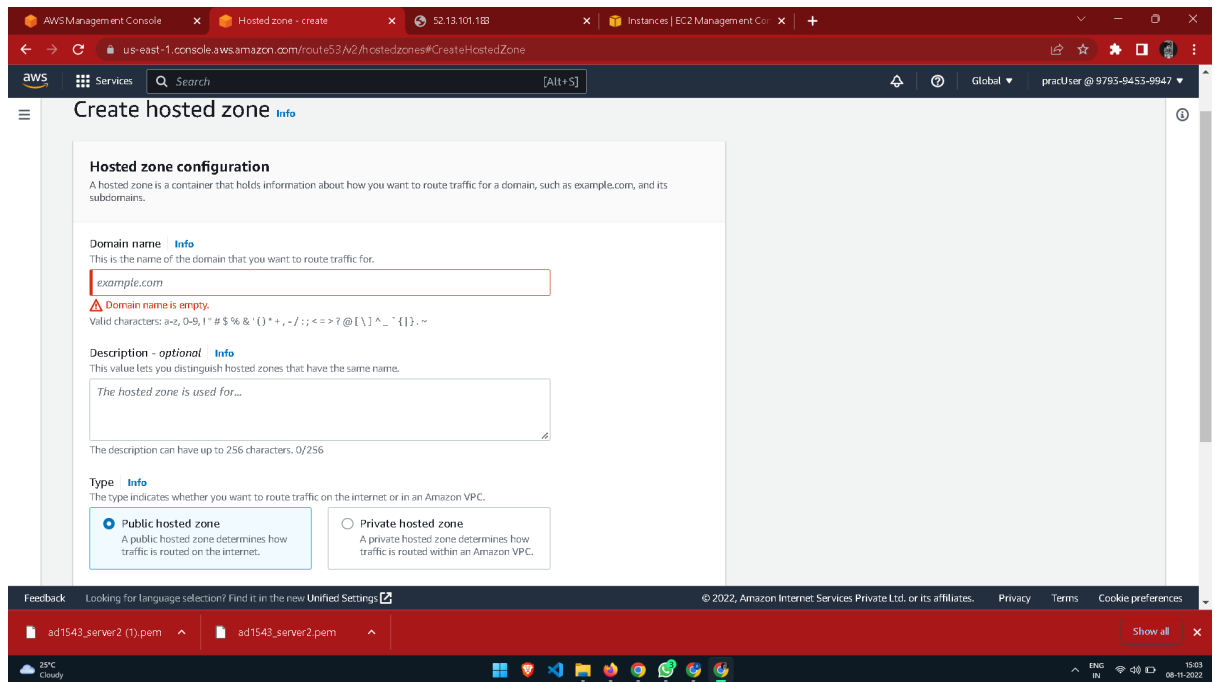 AWS Management Console
Hosted zone - create
52.13.101.183
Instances | EC2 Management Con
us-east-1.console.aws.amazon.com/route53/v2/hostedzones#CreateHostedZone
aws
Services
Search
[Alt+S]
Global
pracUser @ 9793-9453-9947
Create hosted zone Info
Hosted zone configuration
A hosted zone is a container that holds information about how you want to route traffic for a domain, such as example.com, and its
subdomains.
Domain name Info
This is the name of the domain that you want to route traffic for.
example.com
Domain name is empty.
Valid characters: a-z, 0-9, ! " # $ % & ' ( ) * + , - / : ; < = > ? @ [ \ ] ^ _ ` { | } . ~
Description - optional Info
This value lets you distinguish hosted zones that have the same name.
The hosted zone is used for...
The description can have up to 256 characters. 0/256
Type Info
The type indicates whether you want to route traffic on the internet or in an Amazon VPC.
Public hosted zone
A public hosted zone determines how
traffic is routed on the internet.
Private hosted zone
A private hosted zone determines how
traffic is routed within an Amazon VPC.
Feedback
Looking for language selection? Find it in the new Unified Settings
© 2022, Amazon Internet Services Private Ltd. or its affiliates.
Privacy
Terms
Cookie preferences
ad1543_server2 (1).pem
ad1543_server2.pem
Show all
25°C
Cloudy
3
ENG
IN
15:03
08-11-2022